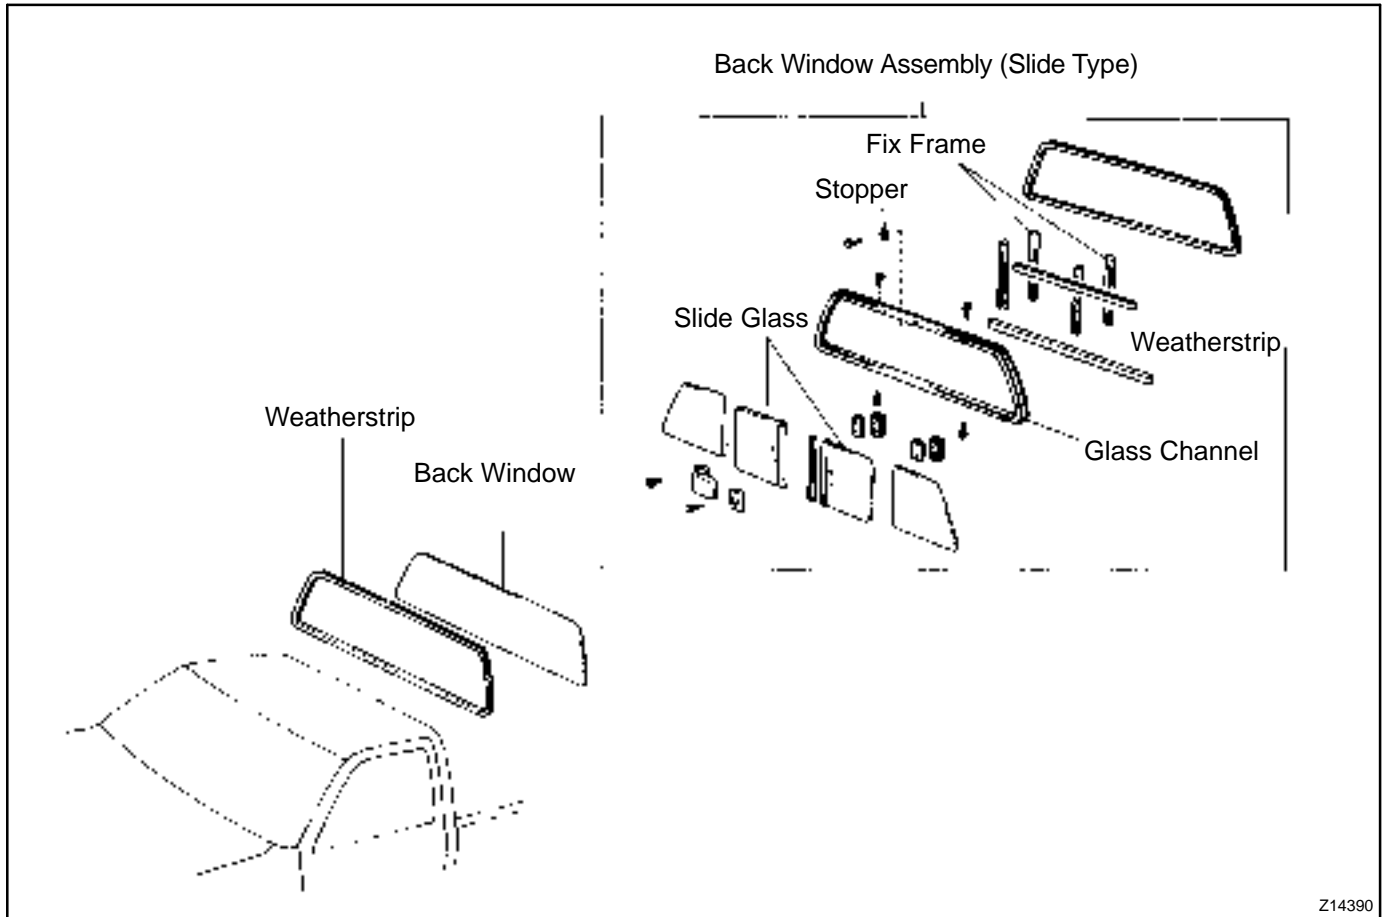 Back Window Assembly (Slide Type)
Fix Frame
Stopper
Slide Glass
Weatherstrip
Glass Channel
Weatherstrip
Back Window
Z14390